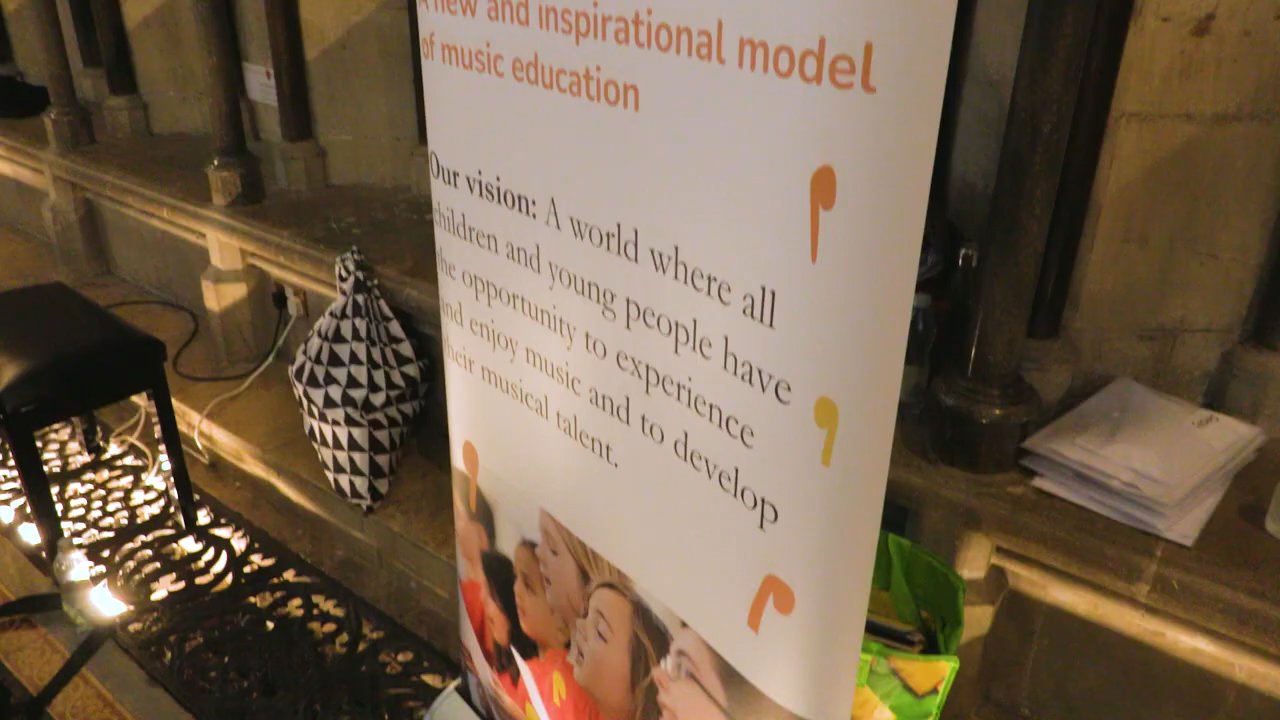 A new and inspirational model
of music education
Our vision: A world where all
children and young people have
the opportunity to experience
and enjoy music and to develop
their musical talent.